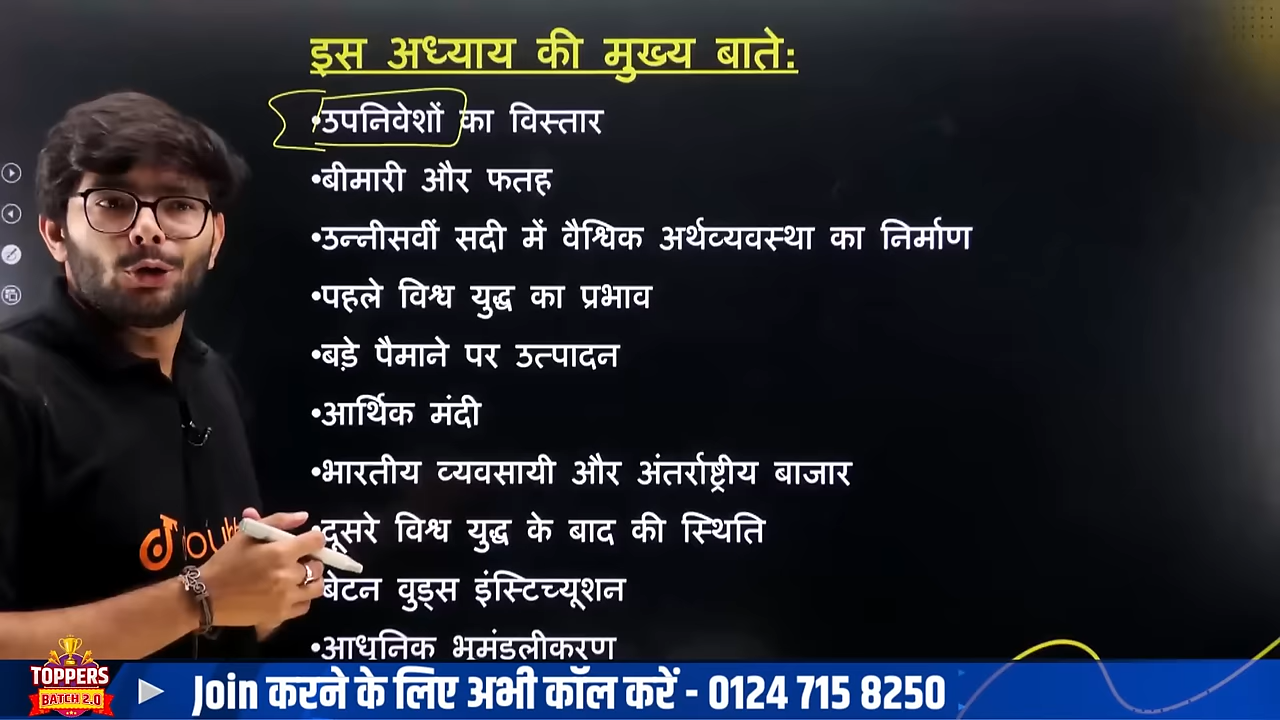 इस अध्याय की मुख्य बाते:
•उपनिवेशों का विस्तार
•बीमारी और फतह
•उन्नीसवीं सदी में वैश्विक अर्थव्यवस्था का निर्माण
•पहले विश्व युद्ध का प्रभाव
•बड़े पैमाने पर उत्पादन
•आर्थिक मंदी
•भारतीय व्यवसायी और अंतर्राष्ट्रीय बाजार
•दूसरे विश्व युद्ध के बाद की स्थिति
बेटन वुड्स इंस्टिच्यूशन
•आधुनिक भूमंडलीकरण
TOPPERS
BATCH 2.0
Join करने के लिए अभी कॉल करें - 0124 715 8250